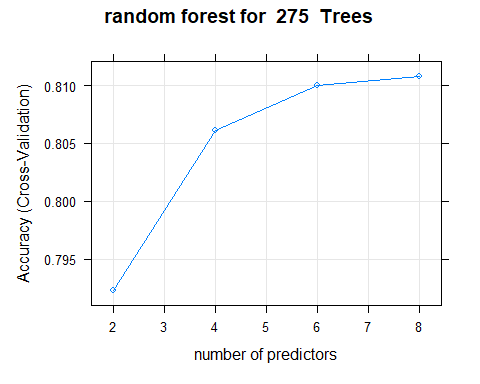 random forest for  275  Trees
Accuracy (Cross-Validation)
0.810
0.805
0.800
0.795
2 3 4 5 6 7 8
number of predictors